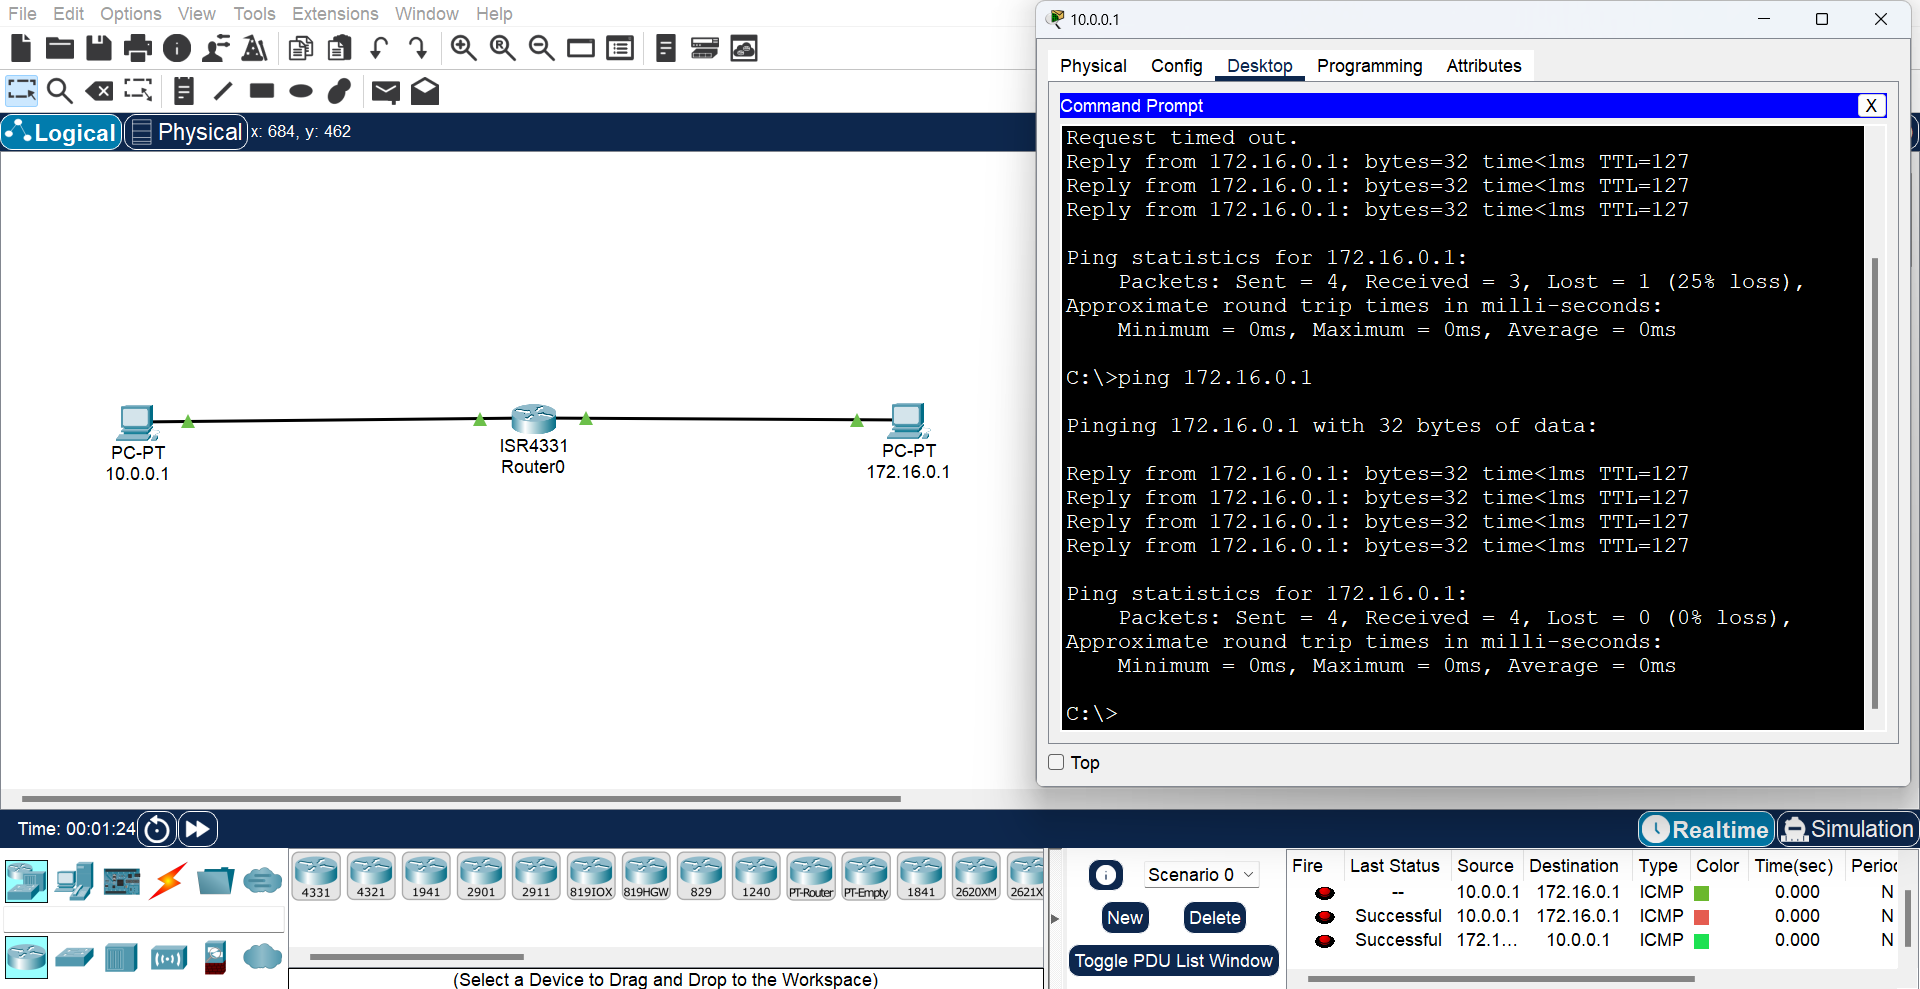 File Edit Options View Tools Extensions Window Help
Logical Physical x: 684, y: 462
PC-PT
10.0.0.1
ISR4331
Router0
PC-PT
172.16.0.1
10.0.0.1
Physical Config Desktop Programming Attributes
Command Prompt X
Request timed out.
Reply from 172.16.0.1: bytes=32 time<1ms TTL=127
Reply from 172.16.0.1: bytes=32 time<1ms TTL=127
Reply from 172.16.0.1: bytes=32 time<1ms TTL=127
Ping statistics for 172.16.0.1:
Packets: Sent = 4, Received = 3, Lost = 1 (25% loss),
Approximate round trip times in milli-seconds:
Minimum = 0ms, Maximum = 0ms, Average = 0ms
C:\>ping 172.16.0.1
Pinging 172.16.0.1 with 32 bytes of data:
Reply from 172.16.0.1: bytes=32 time<1ms TTL=127
Reply from 172.16.0.1: bytes=32 time<1ms TTL=127
Reply from 172.16.0.1: bytes=32 time<1ms TTL=127
Reply from 172.16.0.1: bytes=32 time<1ms TTL=127
Ping statistics for 172.16.0.1:
Packets: Sent = 4, Received = 4, Lost = 0 (0% loss),
Approximate round trip times in milli-seconds:
Minimum = 0ms, Maximum = 0ms, Average = 0ms
C:\>
Top
Time: 00:01:24
Realtime Simulation
4331 4321 1941 2901 2911 819IOX 819HGW 829 1240 PT-Router PT-Empty 1841 2620XM 2621X
(Select a Device to Drag and Drop to the Workspace)
Scenario 0
New Delete
Toggle PDU List Window
Fire Last Status Source Destination Type Color Time(sec) Perioc
-- 10.0.0.1 172.16.0.1 ICMP 0.000 N
Successful 10.0.0.1 172.16.0.1 ICMP 0.000 N
Successful 172.1... 10.0.0.1 ICMP 0.000 N